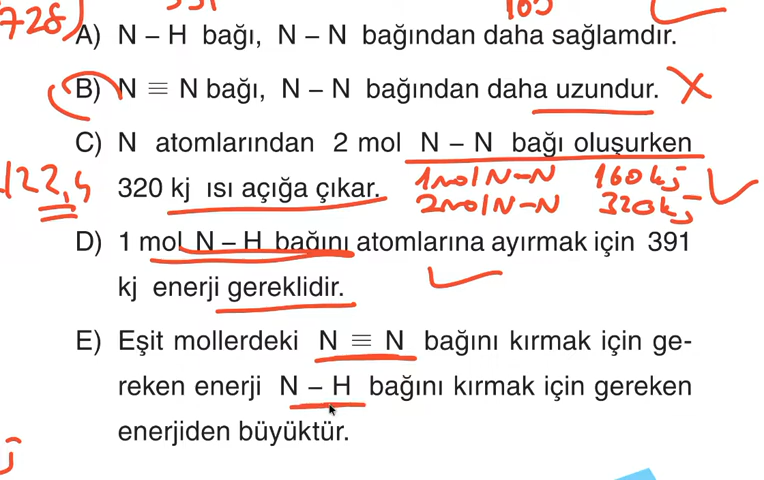 728)
A) N – H bağı, N – N bağından daha sağlamdır.
B) N ≡ N bağı, N – N bağından daha uzundur.
C) N atomlarından 2 mol N – N bağı oluşurken
320 kj ısı açığa çıkar. 1mol N-N 160kj
122,5 2mol N-N 320kj
D) 1 mol N – H bağını atomlarına ayırmak için 391
kj enerji gereklidir.
E) Eşit mollerdeki N ≡ N bağını kırmak için ge-
reken enerji N – H bağını kırmak için gereken
enerjiden büyüktür.